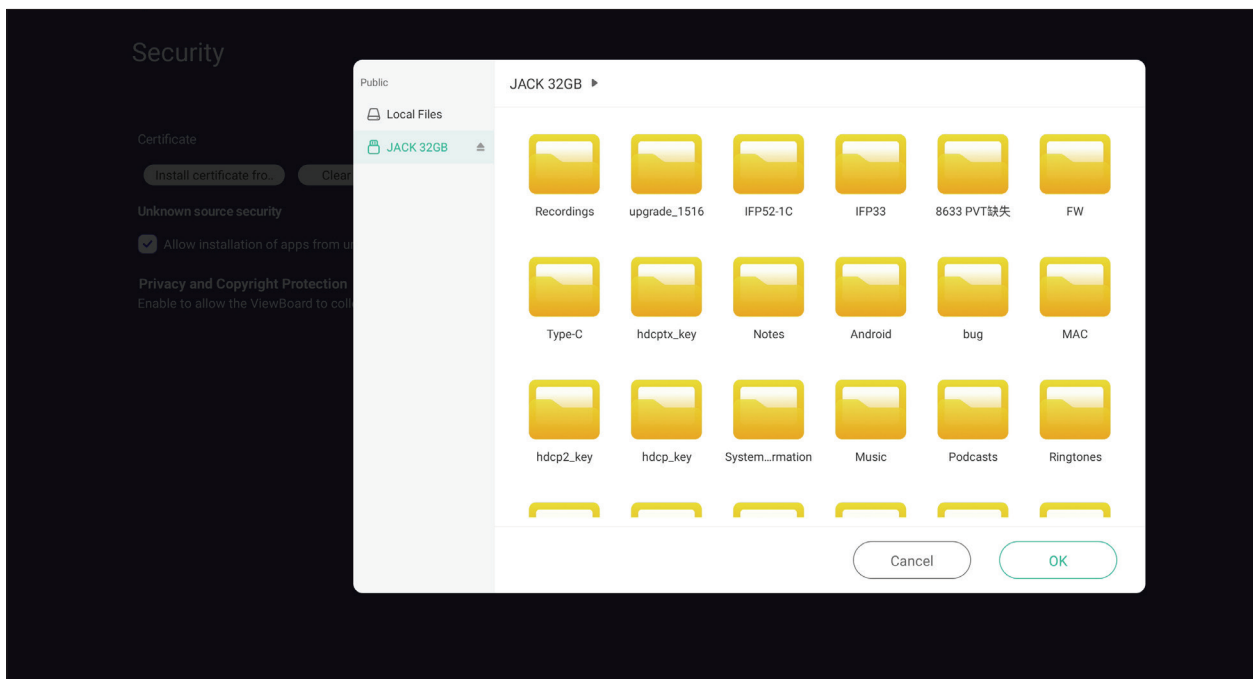 Security
Certificate
Install certificate fro..
Clear
Unknown source security
Allow installation of apps from un
Privacy and Copyright Protection
Enable to allow the ViewBoard to coll
Public
Local Files
JACK 32GB
JACK 32GB
Recordings
upgrade_1516
IFP52-1C
IFP33
8633 PVT缺失
FW
Type-C
hdcptx_key
Notes
Android
bug
MAC
hdcp2_key
hdcp_key
System...rmation
Music
Podcasts
Ringtones
Cancel
OK